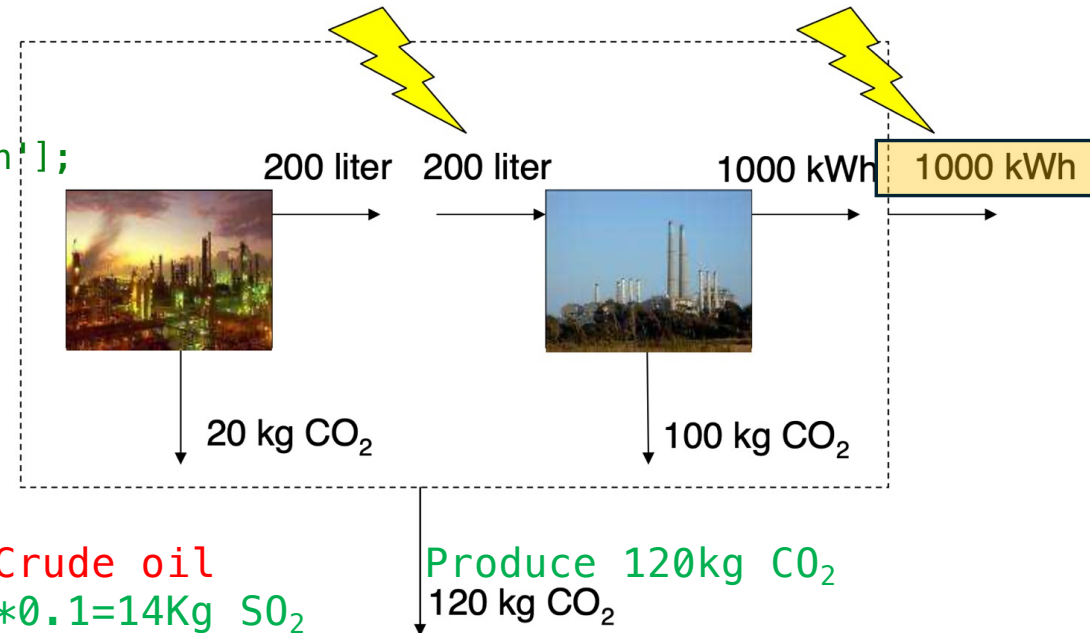 n'];
200 liter 200 liter 1000 kWh 1000 kWh
20 kg CO₂ 100 kg CO₂
Crude oil Produce 120kg CO₂
*0.1=14Kg SO₂ 120 kg CO₂